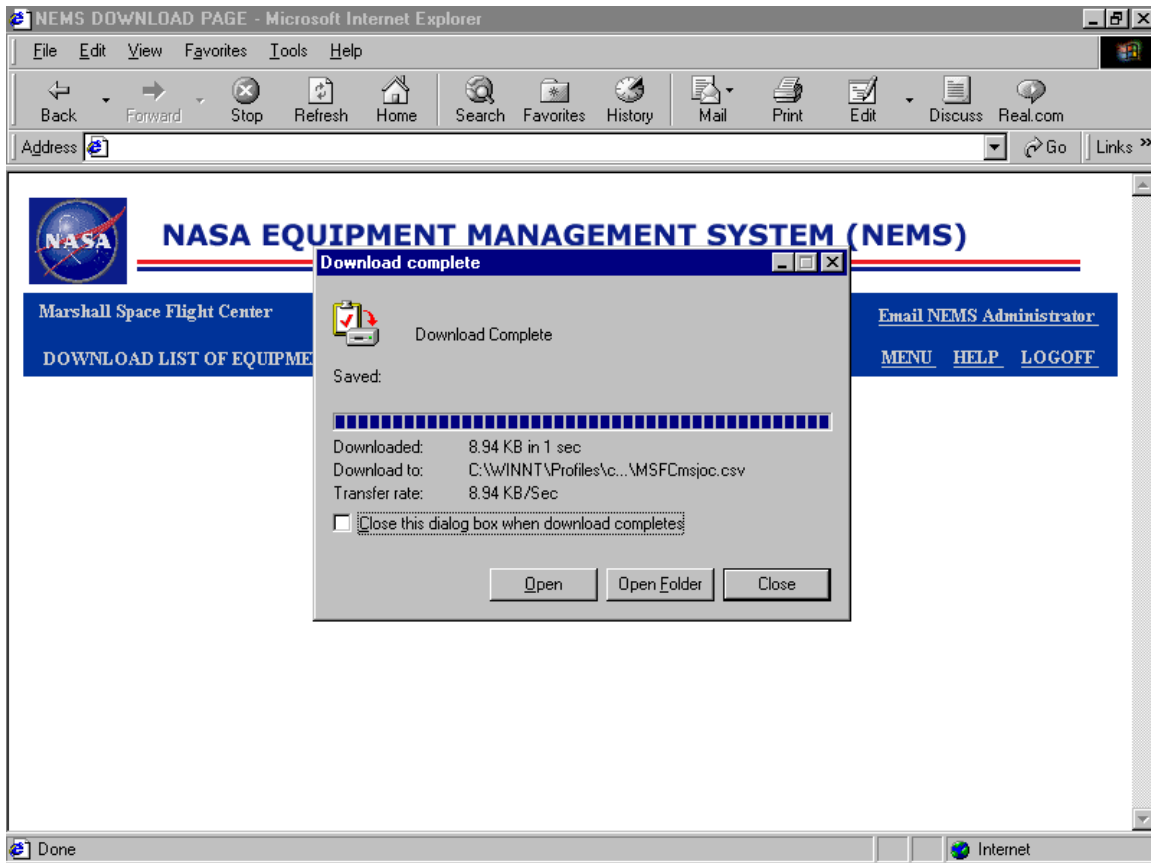 NEMS DOWNLOAD PAGE - Microsoft Internet Explorer
File Edit View Favorites Tools Help
Back Forward Stop Refresh Home Search Favorites History Mail Print Edit Discuss Real.com
Address Go Links »
NASA
NASA EQUIPMENT MANAGEMENT SYSTEM (NEMS)
Marshall Space Flight Center Email NEMS Administrator
DOWNLOAD LIST OF EQUIPME MENU HELP LOGOFF
Download complete
Download Complete
Saved:
Downloaded: 8.94 KB in 1 sec
Download to: C:\WINNT\Profiles\c...\MSFCmsjoc.csv
Transfer rate: 8.94 KB/Sec
Close this dialog box when download completes
Open Open Folder Close
Done Internet